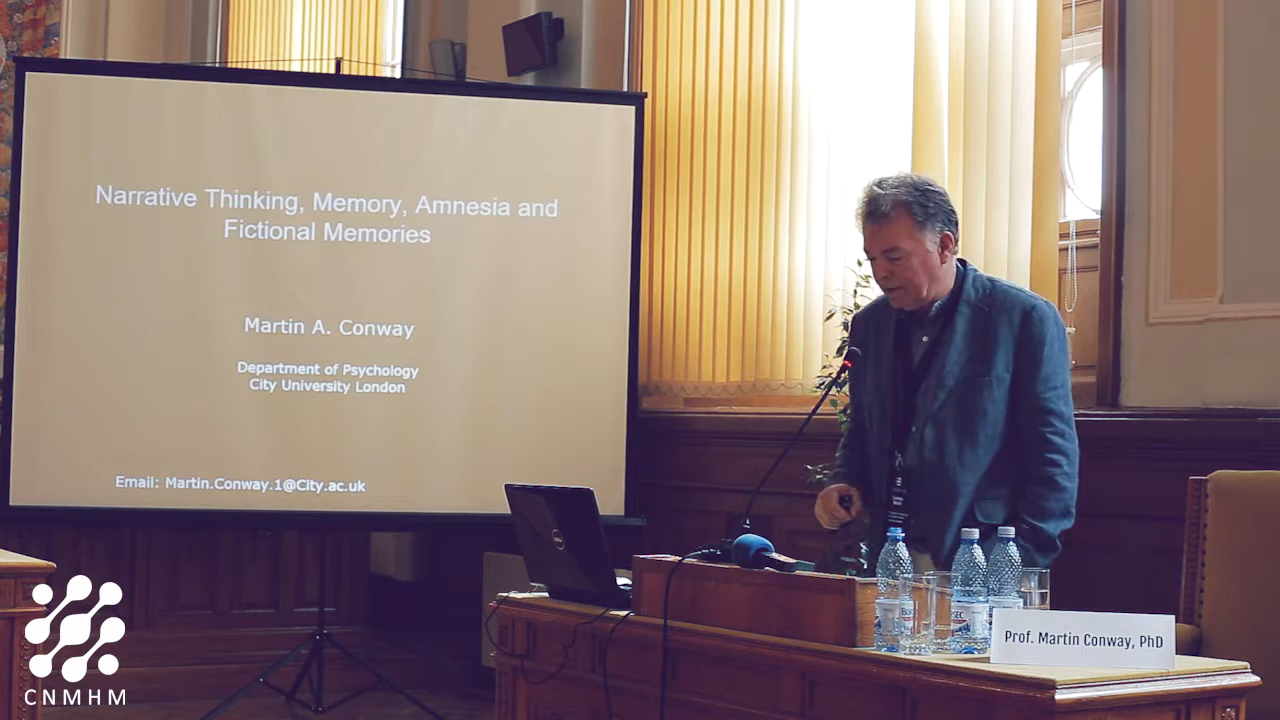 Narrative Thinking, Memory, Amnesia and
Fictional Memories
Martin A. Conway
Department of Psychology
City University London
Email: Martin.Conway.1@City.ac.uk
Prof. Martin Conway, PhD
CNMHM